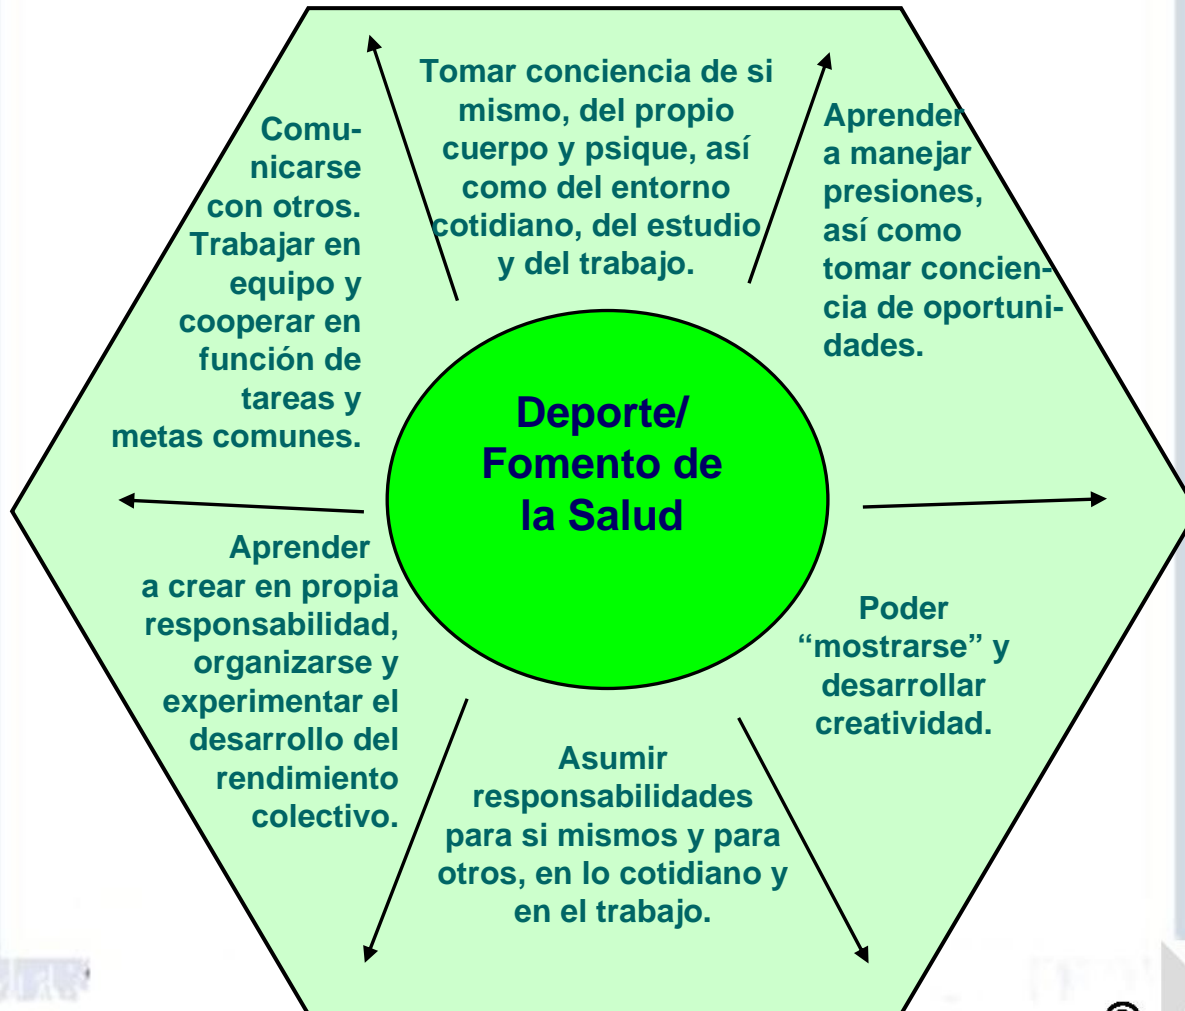 Tomar conciencia de si
mismo, del propio
cuerpo y psique, así
como del entorno
cotidiano, del estudio
y del trabajo.
Aprender
a manejar
presiones,
así como
tomar concien-
cia de oportuni-
dades.
Comu-
nicarse
con otros.
Trabajar en
equipo y
cooperar en
función de
tareas y
metas comunes.
Deporte/
Fomento de
la Salud
Aprender
a crear en propia
responsabilidad,
organizarse y
experimentar el
desarrollo del
rendimiento
colectivo.
Poder
“mostrarse” y
desarrollar
creatividad.
Asumir
responsabilidades
para si mismos y para
otros, en lo cotidiano y
en el trabajo.